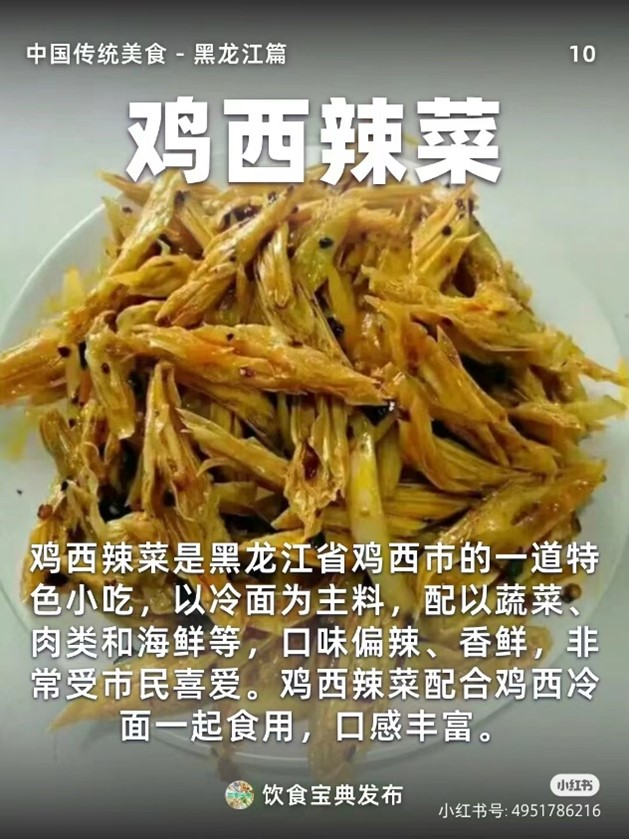 中国传统美食 - 黑龙江篇
10
鸡西辣菜
鸡西辣菜是黑龙江省鸡西市的一道特
色小吃，以冷面为主料，配以蔬菜、
肉类和海鲜等，口味偏辣、香鲜，非
常受市民喜爱。鸡西辣菜配合鸡西冷
面一起食用，口感丰富。
饮食宝典发布
小红书
小红书号: 4951786216